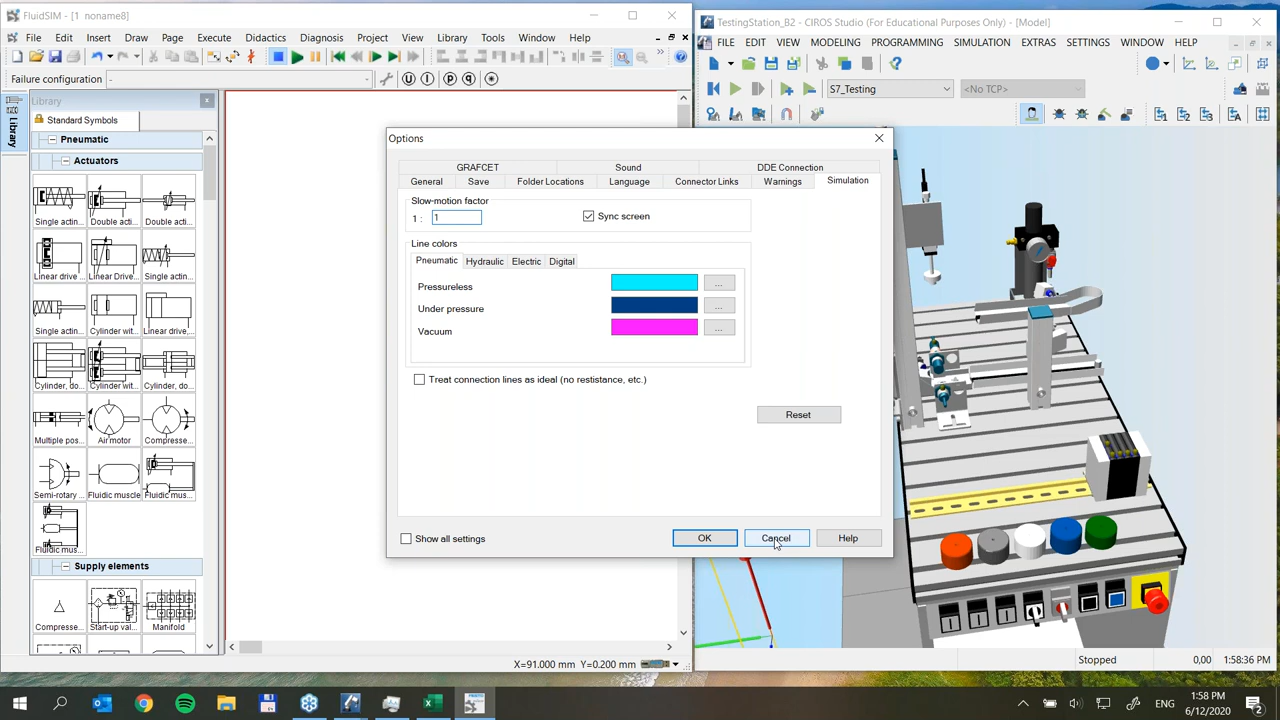 FluidSIM - [1  noname8]
File Edit Insert Draw Page Execute Didactics Diagnosis Project View Library Tools Window Help
Failure configuration -
Library
Library
Standard Symbols
Pneumatic
Actuators
Single actin... Double acti... Double acti...
Linear drive... Linear Drive... Single actin...
Single actin... Cylinder wit... Linear drive,...
Cylinder, do... Cylinder wit... Cylinder, do...
Multiple pos... Air motor Compresse...
Semi-rotary ... Fluidic muscle
Fluidic mus...
Supply elements
Compresse... Start-up val... Manifold
X=91.000 mm Y=0.200 mm
Options
GRAFCET Sound DDE Connection
General Save Folder Locations Language Connector Links Warnings Simulation
Slow-motion factor
1 : 1
Sync screen
Line colors
Pneumatic Hydraulic Electric Digital
Pressureless ...
Under pressure ...
Vacuum ...
Treat connection lines as ideal (no restistance, etc.)
Reset
Show all settings
OK Cancel Help
TestingStation_B2 - CIROS Studio (For Educational Purposes Only) - [Model]
FILE EDIT VIEW MODELING PROGRAMMING SIMULATION EXTRAS SETTINGS WINDOW HELP
S7_Testing <No TCP>
Stopped 0,00 1:58:36 PM
1:58 PM
6/12/2020
2